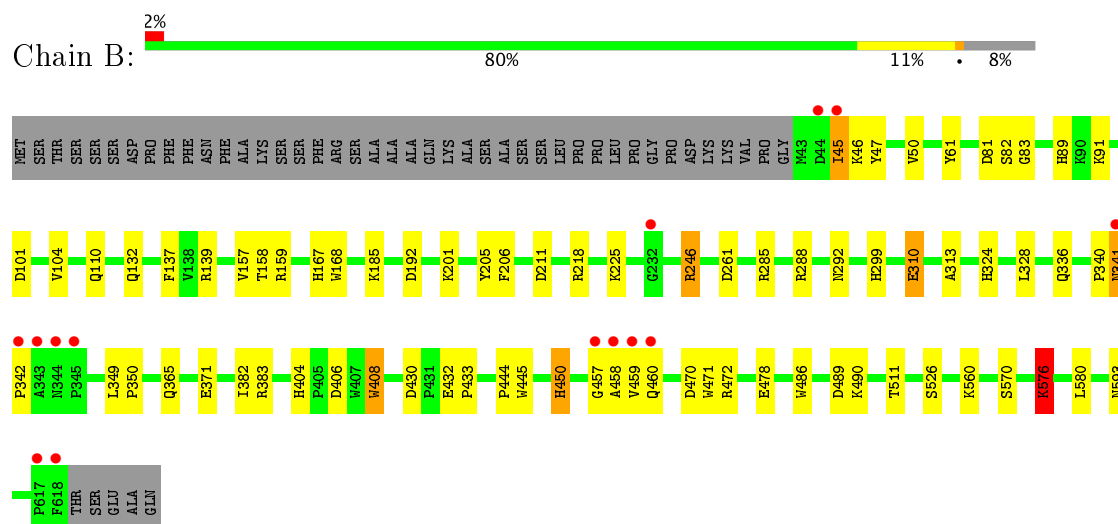 2%
Chain B:
80% 11% • 8%
MET SER THR SER SER SER ASP PRO PHE PHE ASN PHE ALA LYS SER SER PHE ARG SER ALA ALA ALA GLN LYS ALA SER ALA SER SER LEU PRO PRO LEU PRO GLY PRO ASP LYS LYS VAL PRO GLY M43 D44 I45 K46 Y47 V50 Y61 D81 S82 G83 H89 K90 K91
D101 V104 Q110 Q132 F137 V138 R139 V157 T158 R159 H167 W168 K185 D192 K201 Y205 F206 D211 R218 K225 G232 R246 D261 R285 R288 N292 H299 E310 A313 H324 L328 Q336 P340 N341
P342 A343 N344 P345 L349 P350 Q365 E371 I382 R383 H404 P405 D406 W407 W408 D430 P431 E432 P433 P444 W445 H450 G457 A458 V459 Q460 D470 W471 R472 E478 W486 D489 K490 T511 S526 K560 S570 K576 L580 N593
P617 F618 THR SER GLU ALA GLN